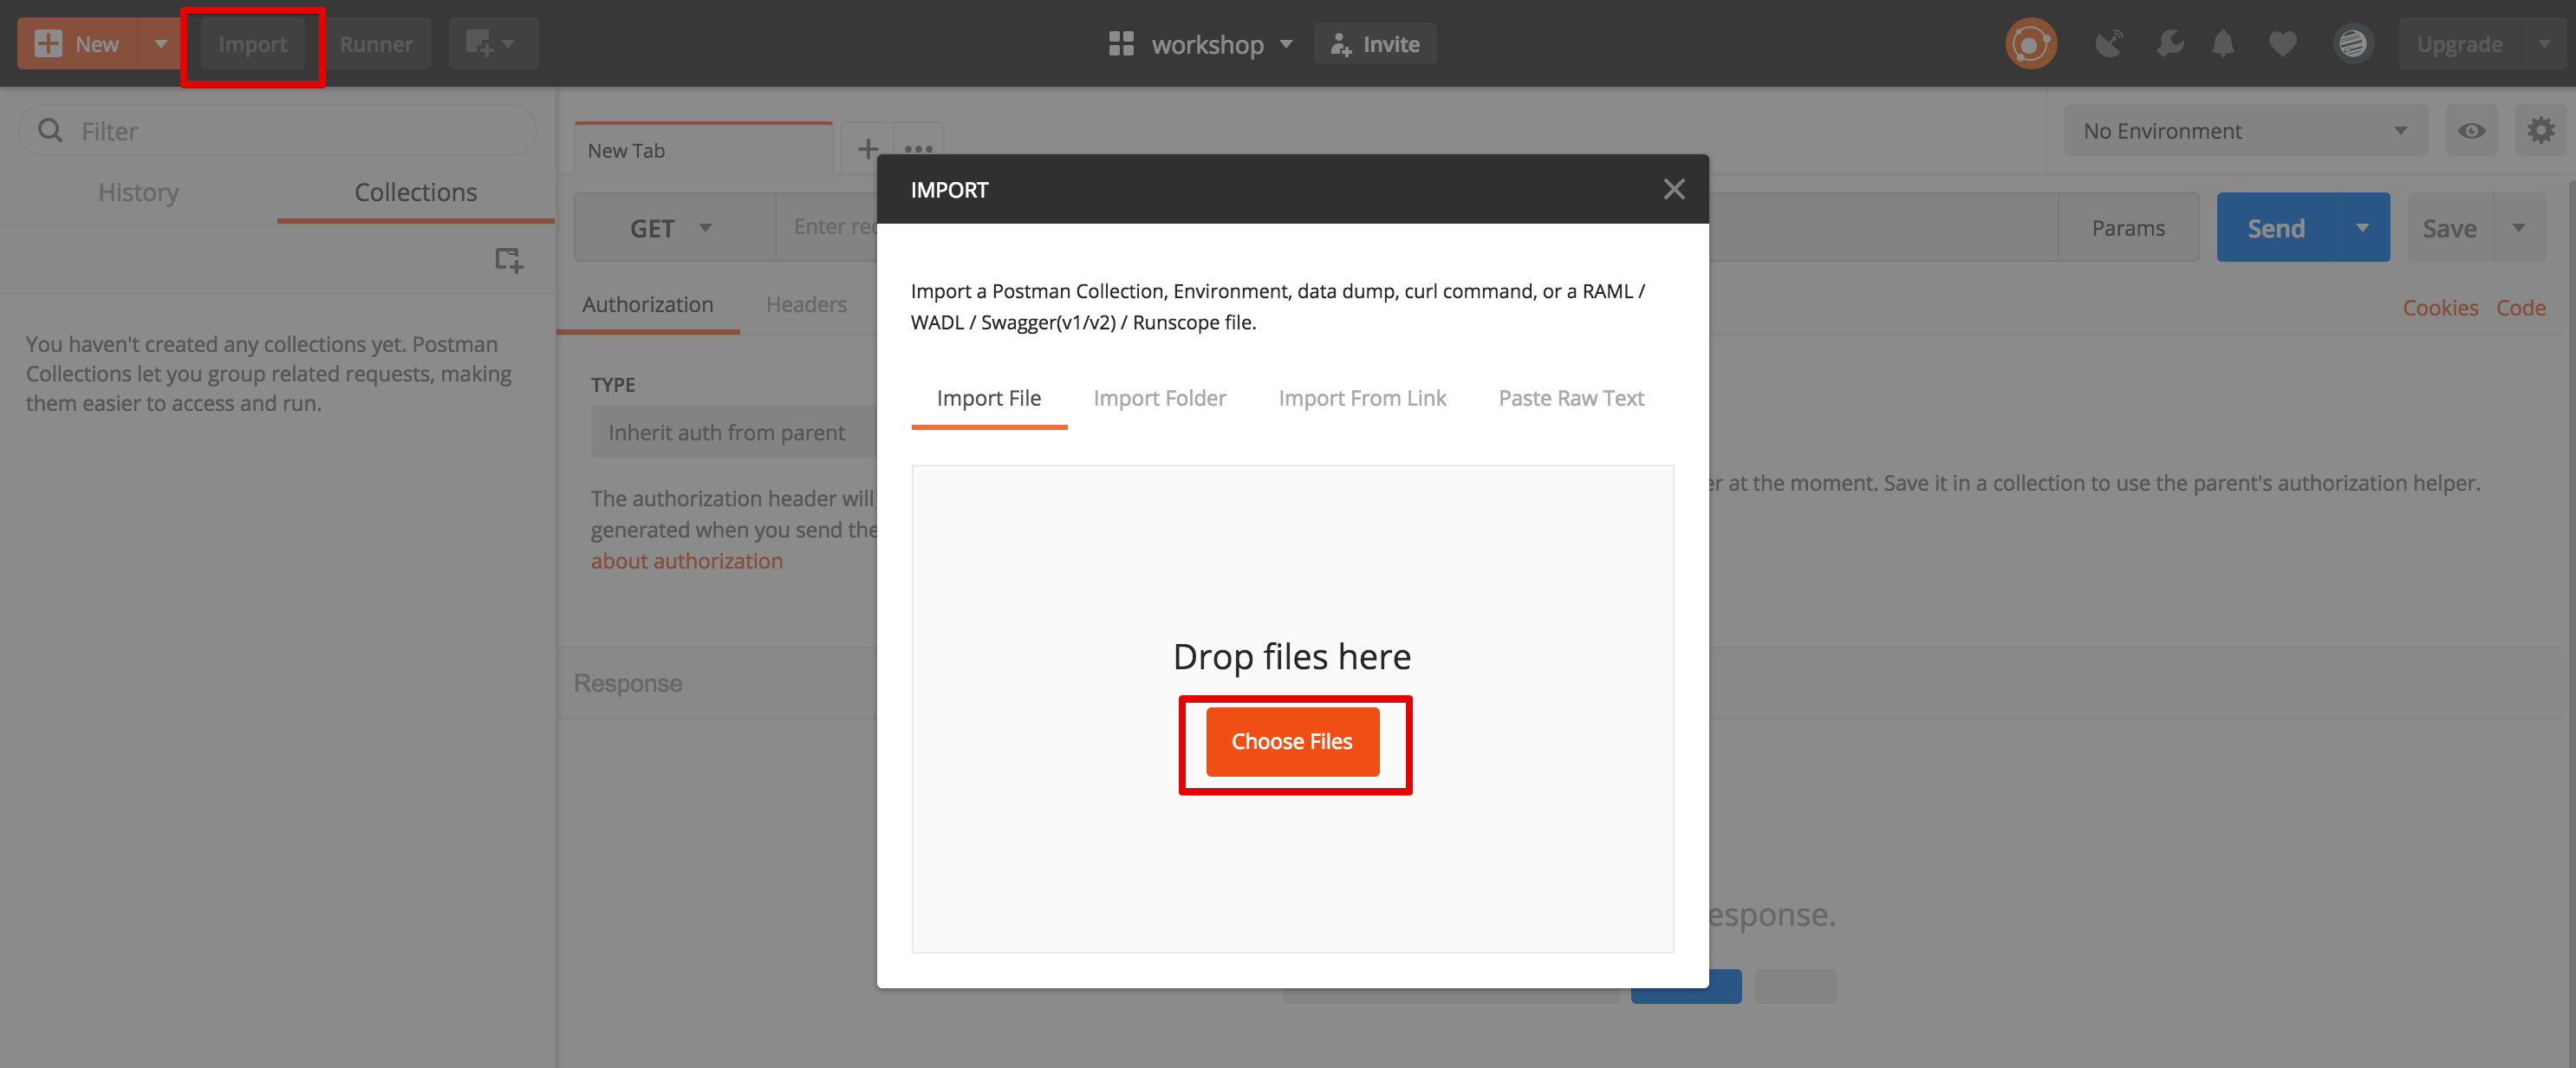 New
Import
Runner
workshop
Invite
Upgrade
Filter
History
Collections
You haven't created any collections yet. Postman
Collections let you group related requests, making
them easier to access and run.
New Tab
No Environment
GET
Enter
Params
Send
Save
Authorization
Headers
Cookies
Code
TYPE
Inherit auth from parent
The authorization header will
generated when you send the
about authorization
at the moment. Save it in a collection to use the parent's authorization helper.
Response
esponse.
IMPORT
Import a Postman Collection, Environment, data dump, curl command, or a RAML /
WADL / Swagger(v1/v2) / Runscope file.
Import File
Import Folder
Import From Link
Paste Raw Text
Drop files here
Choose Files